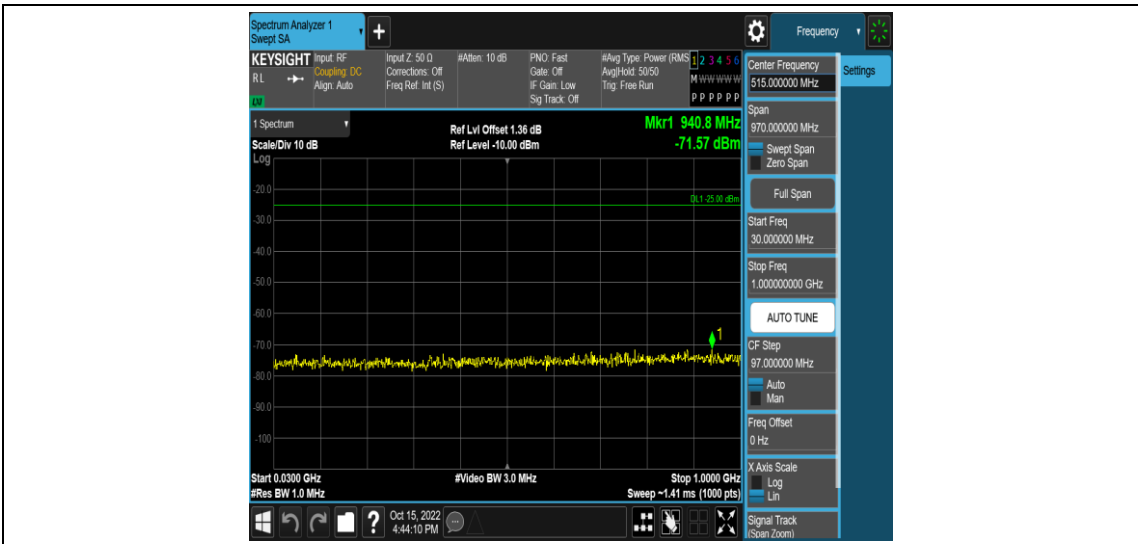 Spectrum Analyzer 1
Swept SA
+
Frequency
KEYSIGHT
R L
LXI
Input: RF
Coupling: DC
Align: Auto
Input Z: 50 Ω
Corrections: Off
Freq Ref: Int (S)
#Atten: 10 dB
PNO: Fast
Gate: Off
IF Gain: Low
Sig Track: Off
#Avg Type: Power (RMS
Avg|Hold: 50/50
Trig: Free Run
1 2 3 4 5 6
M W W W W W
P P P P P P
1 Spectrum
Scale/Div 10 dB
Log
Ref Lvl Offset 1.36 dB
Ref Level -10.00 dBm
Mkr1 940.8 MHz
-71.57 dBm
-20.0
DL1 -25.00 dBm
-30.0
-40.0
-50.0
-60.0
-70.0
1
-80.0
-90.0
-100
Start 0.0300 GHz
#Res BW 1.0 MHz
#Video BW 3.0 MHz
Stop 1.0000 GHz
Sweep ~1.41 ms (1000 pts)
?
Oct 15, 2022
4:44:10 PM
Center Frequency
515.000000 MHz
Settings
Span
970.000000 MHz
Swept Span
Zero Span
Full Span
Start Freq
30.000000 MHz
Stop Freq
1.000000000 GHz
AUTO TUNE
CF Step
97.000000 MHz
Auto
Man
Freq Offset
0 Hz
X Axis Scale
Log
Lin
Signal Track
(Span Zoom)